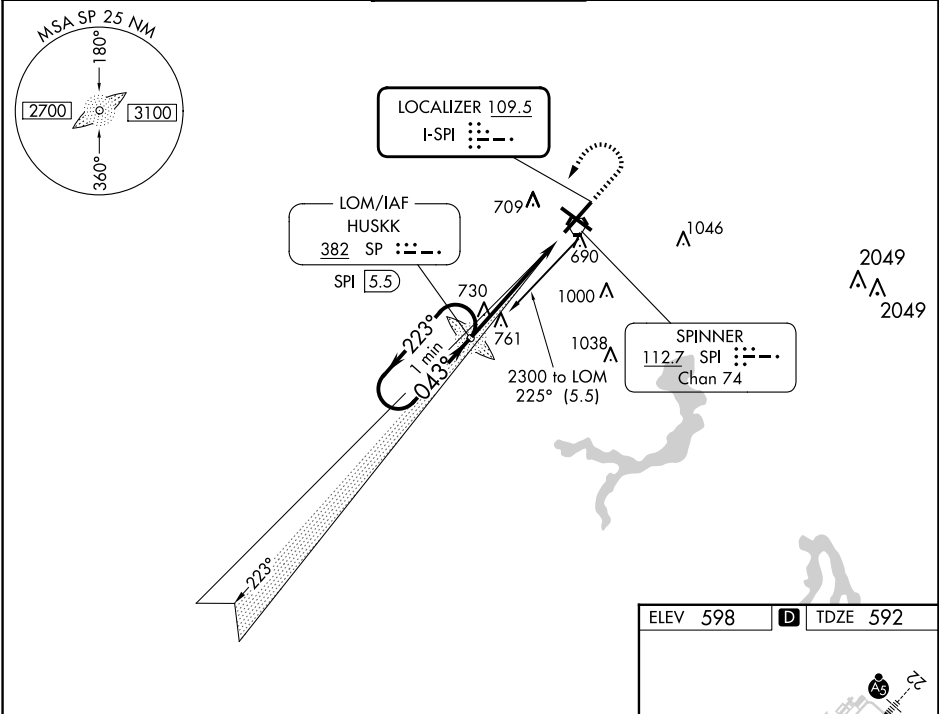 MSA SP 25 NM
180°
2700
3100
360°
LOCALIZER 109.5
I-SPI
LOM/IAF
HUSKK
382 SP
SPI 5.5
709
1046
690
2049
2049
1000
730
761
1038
223°
1 min
043°
2300 to LOM
225° (5.5)
SPINNER
112.7 SPI
Chan 74
223°
ELEV 598 D TDZE 592
A5
22